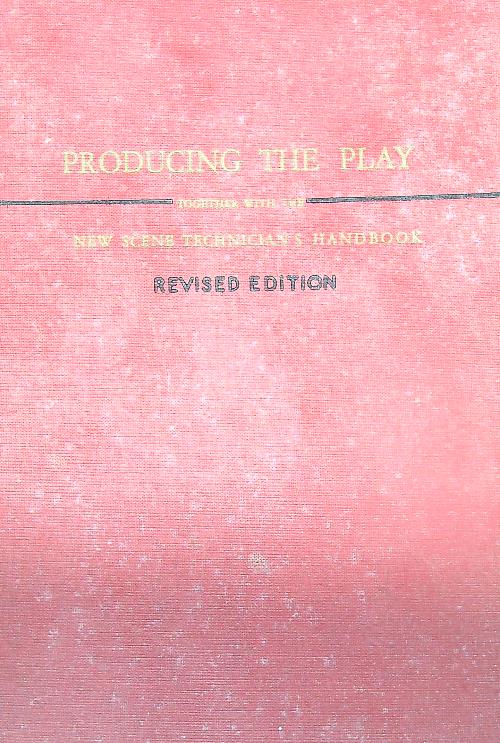 PRODUCING THE PLAY
TOGETHER WITH THE
NEW SCENE TECHNICIAN'S HANDBOOK
REVISED EDITION